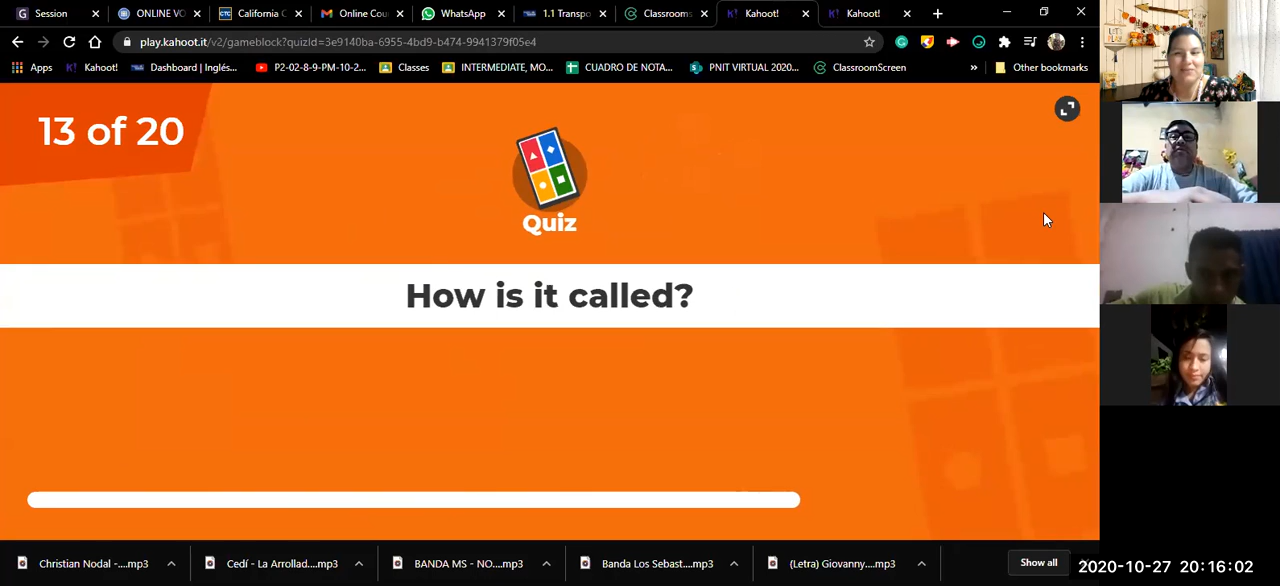 Session
ONLINE VO
California C
Online Cou
WhatsApp
1.1 Transpo
Classrooms
Kahoot!
Kahoot!
play.kahoot.it/v2/gameblock?quizId=3e9140ba-6955-4bd9-b474-9941379f05e4
Apps
Kahoot!
Dashboard | Inglés...
P2-02-8-9-PM-10-2...
Classes
INTERMEDIATE, MO...
CUADRO DE NOTA...
PNIT VIRTUAL 2020...
ClassroomScreen
»
Other bookmarks
13 of 20
Quiz
How is it called?
Christian Nodal -....mp3
Cedí - La Arrollad....mp3
BANDA MS - NO....mp3
Banda Los Sebast....mp3
(Letra) Giovanny....mp3
Show all
2020-10-27 20:16:02